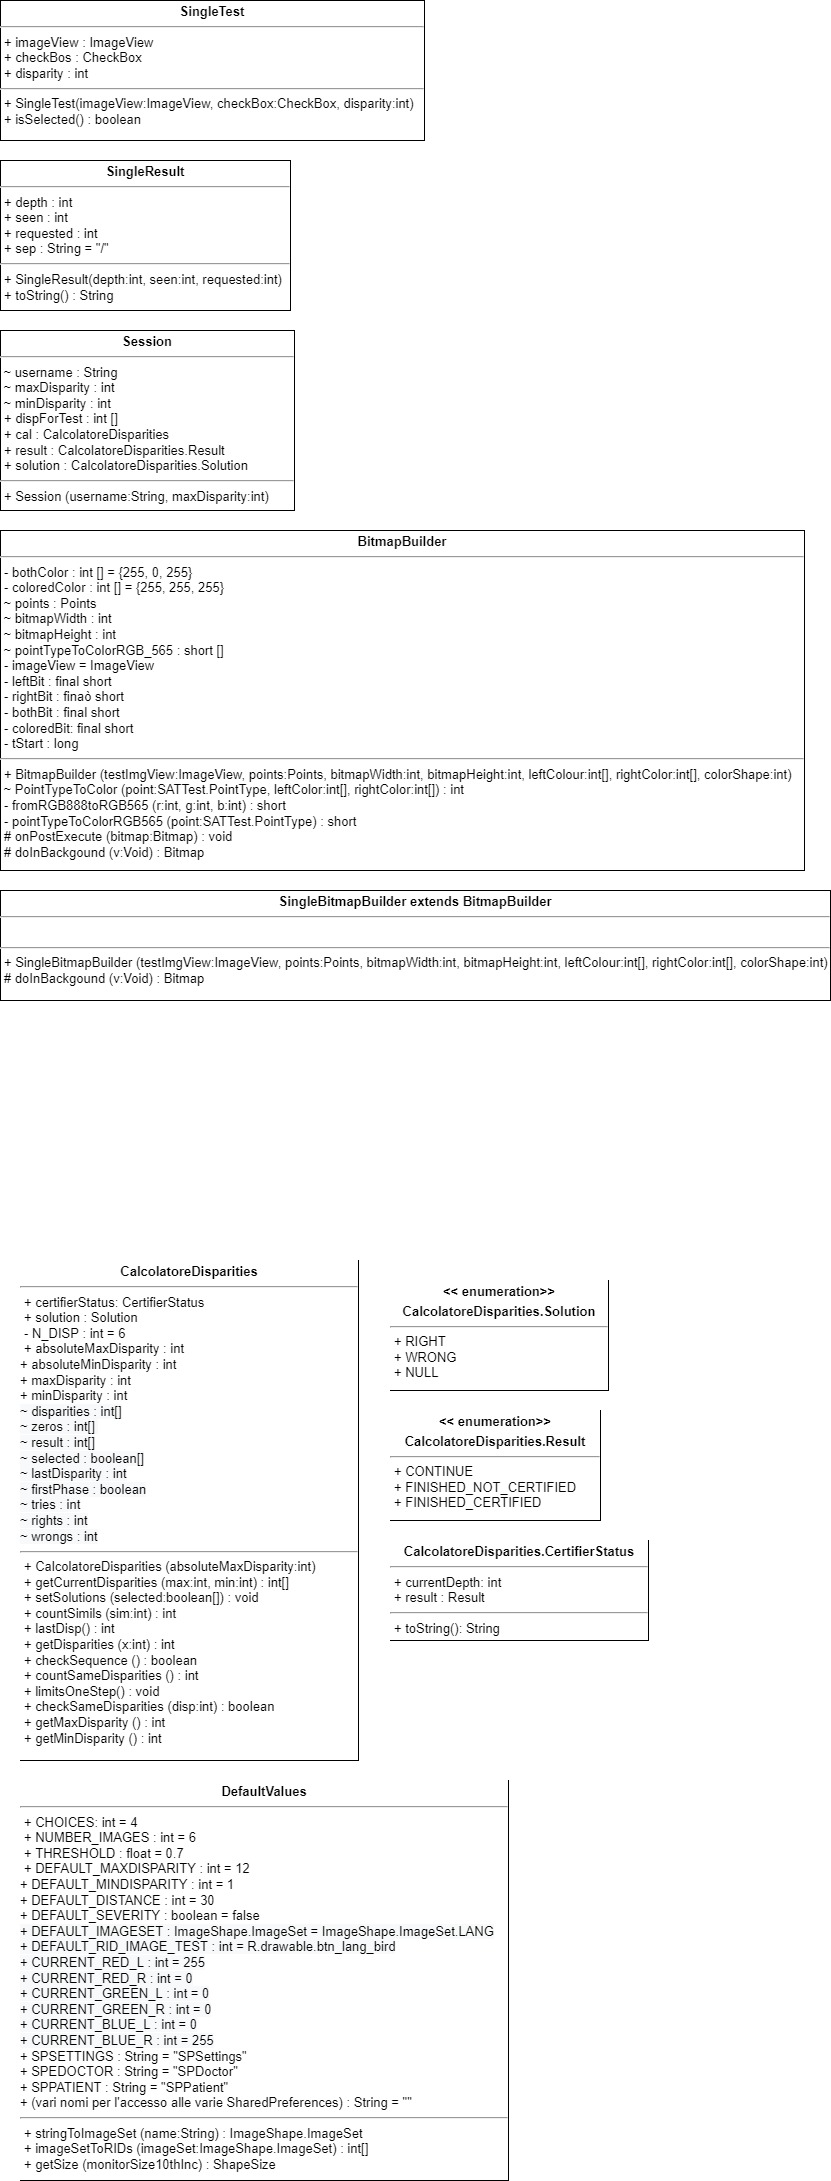 SingleTest
+ imageView : ImageView
+ checkBos : CheckBox
+ disparity : int
+ SingleTest(imageView:ImageView, checkBox:CheckBox, disparity:int)
+ isSelected() : boolean
SingleResult
+ depth : int
+ seen : int
+ requested : int
+ sep : String = "/"
+ SingleResult(depth:int, seen:int, requested:int)
+ toString() : String
Session
~ username : String
~ maxDisparity : int
~ minDisparity : int
+ dispForTest : int []
+ cal : CalcolatoreDisparities
+ result : CalcolatoreDisparities.Result
+ solution : CalcolatoreDisparities.Solution
+ Session (username:String, maxDisparity:int)
BitmapBuilder
- bothColor : int [] = {255, 0, 255}
- coloredColor : int [] = {255, 255, 255}
~ points : Points
~ bitmapWidth : int
~ bitmapHeight : int
~ pointTypeToColorRGB_565 : short []
- imageView = ImageView
- leftBit : final short
- rightBit : finaò short
- bothBit : final short
- coloredBit: final short
- tStart : long
+ BitmapBuilder (testImgView:ImageView, points:Points, bitmapWidth:int, bitmapHeight:int, leftColour:int[], rightColor:int[], colorShape:int)
~ PointTypeToColor (point:SATTest.PointType, leftColor:int[], rightColor:int[]) : int
- fromRGB888toRGB565 (r:int, g:int, b:int) : short
- pointTypeToColorRGB565 (point:SATTest.PointType) : short
# onPostExecute (bitmap:Bitmap) : void
# doInBackgound (v:Void) : Bitmap
SingleBitmapBuilder extends BitmapBuilder
+ SingleBitmapBuilder (testImgView:ImageView, points:Points, bitmapWidth:int, bitmapHeight:int, leftColour:int[], rightColor:int[], colorShape:int)
# doInBackgound (v:Void) : Bitmap
CalcolatoreDisparities
+ certifierStatus: CertifierStatus
+ solution : Solution
- N_DISP : int = 6
+ absoluteMaxDisparity : int
+ absoluteMinDisparity : int
+ maxDisparity : int
+ minDisparity : int
~ disparities : int[]
~ zeros : int[]
~ result : int[]
~ selected : boolean[]
~ lastDisparity : int
~ firstPhase : boolean
~ tries : int
~ rights : int
~ wrongs : int
+ CalcolatoreDisparities (absoluteMaxDisparity:int)
+ getCurrentDisparities (max:int, min:int) : int[]
+ setSolutions (selected:boolean[]) : void
+ countSimils (sim:int) : int
+ lastDisp() : int
+ getDisparities (x:int) : int
+ checkSequence () : boolean
+ countSameDisparities () : int
+ limitsOneStep() : void
+ checkSameDisparities (disp:int) : boolean
+ getMaxDisparity () : int
+ getMinDisparity () : int
<< enumeration>>
CalcolatoreDisparities.Solution
+ RIGHT
+ WRONG
+ NULL
<< enumeration>>
CalcolatoreDisparities.Result
+ CONTINUE
+ FINISHED_NOT_CERTIFIED
+ FINISHED_CERTIFIED
CalcolatoreDisparities.CertifierStatus
+ currentDepth: int
+ result : Result
+ toString(): String
DefaultValues
+ CHOICES: int = 4
+ NUMBER_IMAGES : int = 6
+ THRESHOLD : float = 0.7
+ DEFAULT_MAXDISPARITY : int = 12
+ DEFAULT_MINDISPARITY : int = 1
+ DEFAULT_DISTANCE : int = 30
+ DEFAULT_SEVERITY : boolean = false
+ DEFAULT_IMAGESET : ImageShape.ImageSet = ImageShape.ImageSet.LANG
+ DEFAULT_RID_IMAGE_TEST : int = R.drawable.btn_lang_bird
+ CURRENT_RED_L : int = 255
+ CURRENT_RED_R : int = 0
+ CURRENT_GREEN_L : int = 0
+ CURRENT_GREEN_R : int = 0
+ CURRENT_BLUE_L : int = 0
+ CURRENT_BLUE_R : int = 255
+ SPSETTINGS : String = "SPSettings"
+ SPEDOCTOR : String = "SPDoctor"
+ SPPATIENT : String = "SPPatient"
+ (vari nomi per l'accesso alle varie SharedPreferences) : String = ""
+ stringToImageSet (name:String) : ImageShape.ImageSet
+ imageSetToRIDs (imageSet:ImageShape.ImageSet) : int[]
+ getSize (monitorSize10thInc) : ShapeSize